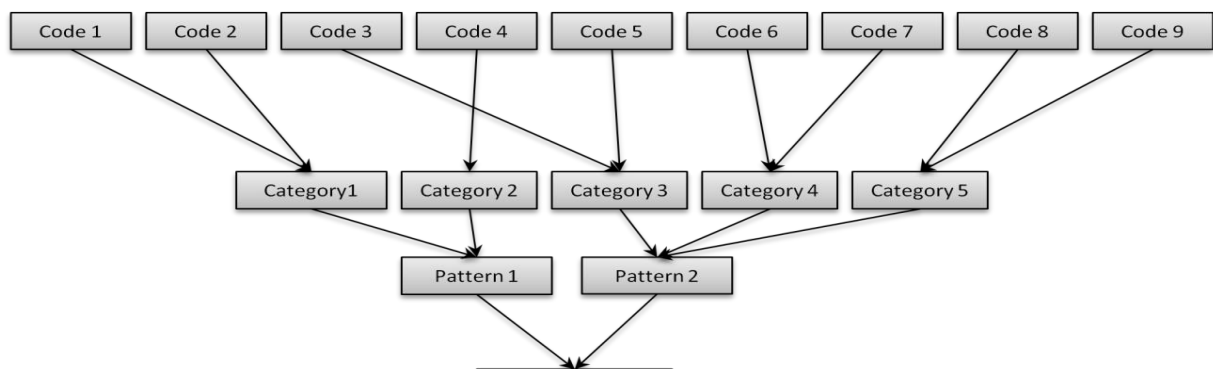 Code 1 Code 2 Code 3 Code 4 Code 5 Code 6 Code 7 Code 8 Code 9
Category1 Category 2 Category 3 Category 4 Category 5
Pattern 1 Pattern 2